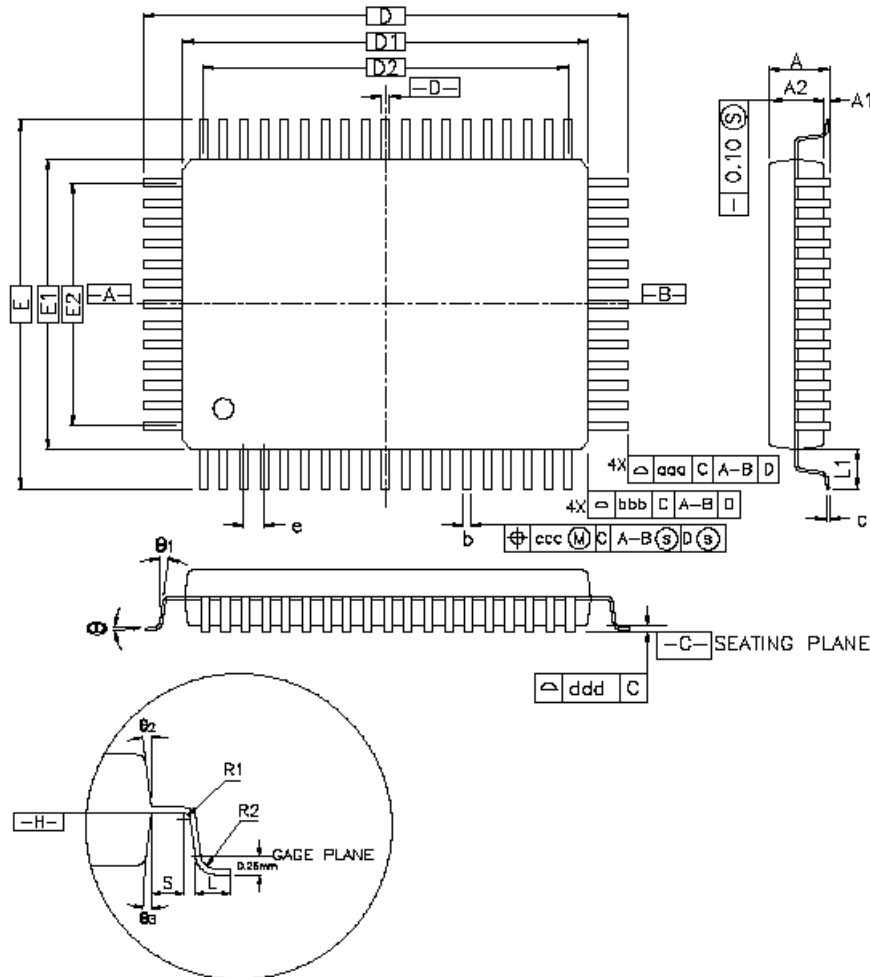 D
D1
D2
-D-
A
A2
A1
0.10 S
E
E1
E2
-A-
-B-
4X aaa C A-B D
4X bbb C A-B D
ccc M C A-B S D S
e
b
L1
c
θ1
θ
-C- SEATING PLANE
ddd C
θ2
R1
R2
-H-
GAGE PLANE
0.25mm
S
L
θ3